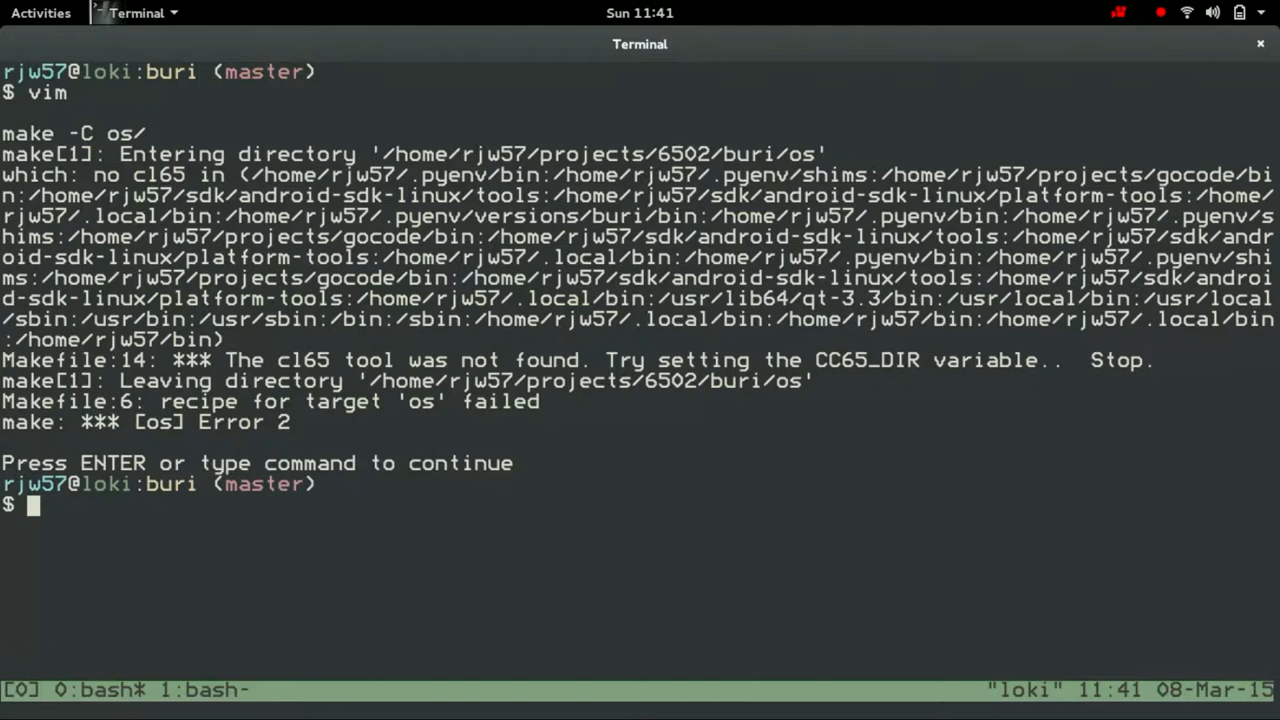 Activities Terminal Sun 11:41
Terminal ×
rjw57@loki:buri (master)
$ vim
make -C os/
make[1]: Entering directory '/home/rjw57/projects/6502/buri/os'
which: no cl65 in (/home/rjw57/.pyenv/bin:/home/rjw57/.pyenv/shims:/home/rjw57/projects/gocode/bi
n:/home/rjw57/sdk/android-sdk-linux/tools:/home/rjw57/sdk/android-sdk-linux/platform-tools:/home/
rjw57/.local/bin:/home/rjw57/.pyenv/versions/buri/bin:/home/rjw57/.pyenv/bin:/home/rjw57/.pyenv/s
hims:/home/rjw57/projects/gocode/bin:/home/rjw57/sdk/android-sdk-linux/tools:/home/rjw57/sdk/andr
oid-sdk-linux/platform-tools:/home/rjw57/.local/bin:/home/rjw57/.pyenv/bin:/home/rjw57/.pyenv/shi
ms:/home/rjw57/projects/gocode/bin:/home/rjw57/sdk/android-sdk-linux/tools:/home/rjw57/sdk/androi
d-sdk-linux/platform-tools:/home/rjw57/.local/bin:/usr/lib64/qt-3.3/bin:/usr/local/bin:/usr/local
/sbin:/usr/bin:/usr/sbin:/bin:/sbin:/home/rjw57/.local/bin:/home/rjw57/bin:/home/rjw57/.local/bin
:/home/rjw57/bin)
Makefile:14: *** The cl65 tool was not found. Try setting the CC65_DIR variable..  Stop.
make[1]: Leaving directory '/home/rjw57/projects/6502/buri/os'
Makefile:6: recipe for target 'os' failed
make: *** [os] Error 2
Press ENTER or type command to continue
rjw57@loki:buri (master)
$
[0] 0:bash* 1:bash- "loki" 11:41 08-Mar-15